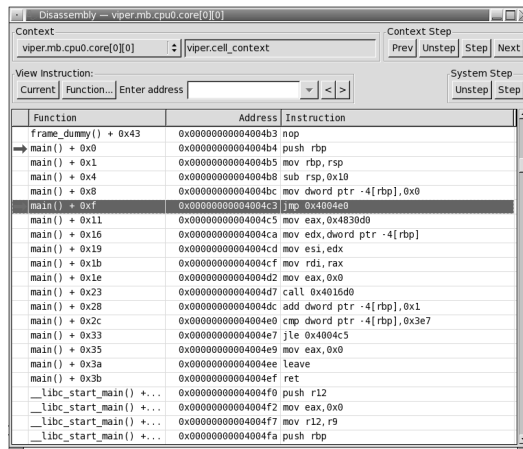 Disassembly — viper.mb.cpu0.core[0][0]
Context
Context Step
viper.mb.cpu0.core[0][0] viper.cell_context Prev Unstep Step Next
View Instruction:
System Step
Current Function... Enter address < > Unstep Step
Function Address Instruction
frame_dummy() + 0x43 0x00000000004004b3 nop
main() + 0x0 0x00000000004004b4 push rbp
main() + 0x1 0x00000000004004b5 mov rbp,rsp
main() + 0x4 0x00000000004004b8 sub rsp,0x10
main() + 0x8 0x00000000004004bc mov dword ptr -4[rbp],0x0
main() + 0xf 0x00000000004004c3 jmp 0x4004e0
main() + 0x11 0x00000000004004c5 mov eax,0x4830d0
main() + 0x16 0x00000000004004ca mov edx,dword ptr -4[rbp]
main() + 0x19 0x00000000004004cd mov esi,edx
main() + 0x1b 0x00000000004004cf mov rdi,rax
main() + 0x1e 0x00000000004004d2 mov eax,0x0
main() + 0x23 0x00000000004004d7 call 0x4016d0
main() + 0x28 0x00000000004004dc add dword ptr -4[rbp],0x1
main() + 0x2c 0x00000000004004e0 cmp dword ptr -4[rbp],0x3e7
main() + 0x33 0x00000000004004e7 jle 0x4004c5
main() + 0x35 0x00000000004004e9 mov eax,0x0
main() + 0x3a 0x00000000004004ee leave
main() + 0x3b 0x00000000004004ef ret
__libc_start_main() +... 0x00000000004004f0 push r12
__libc_start_main() +... 0x00000000004004f2 mov eax,0x0
__libc_start_main() +... 0x00000000004004f7 mov r12,r9
__libc_start_main() +... 0x00000000004004fa push rbp